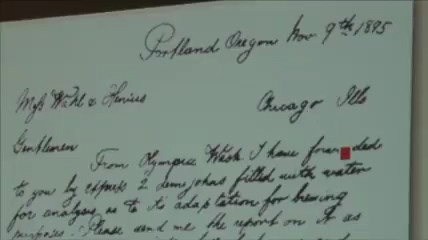 Portland Oregon Nov 9th 1895
Wahl & Henius
Chicago Ills
Gentlemen
From Olympia Wash I have forwarded
to you by express 2 demijohns filled with water
for analysis as to its adaptation for brewing
purposes. Please send me the report on it as